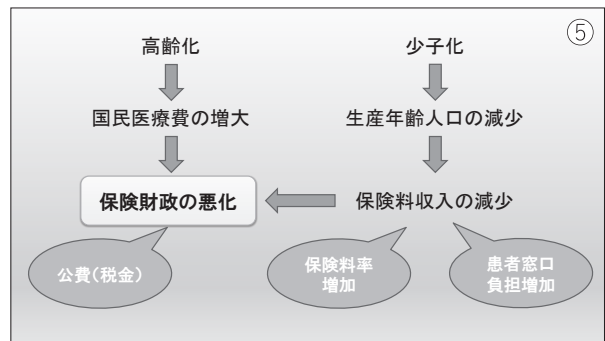 ⑤
高齢化
少子化
国民医療費の増大
生産年齢人口の減少
保険財政の悪化
保険料収入の減少
公費(税金)
保険料率
増加
患者窓口
負担増加